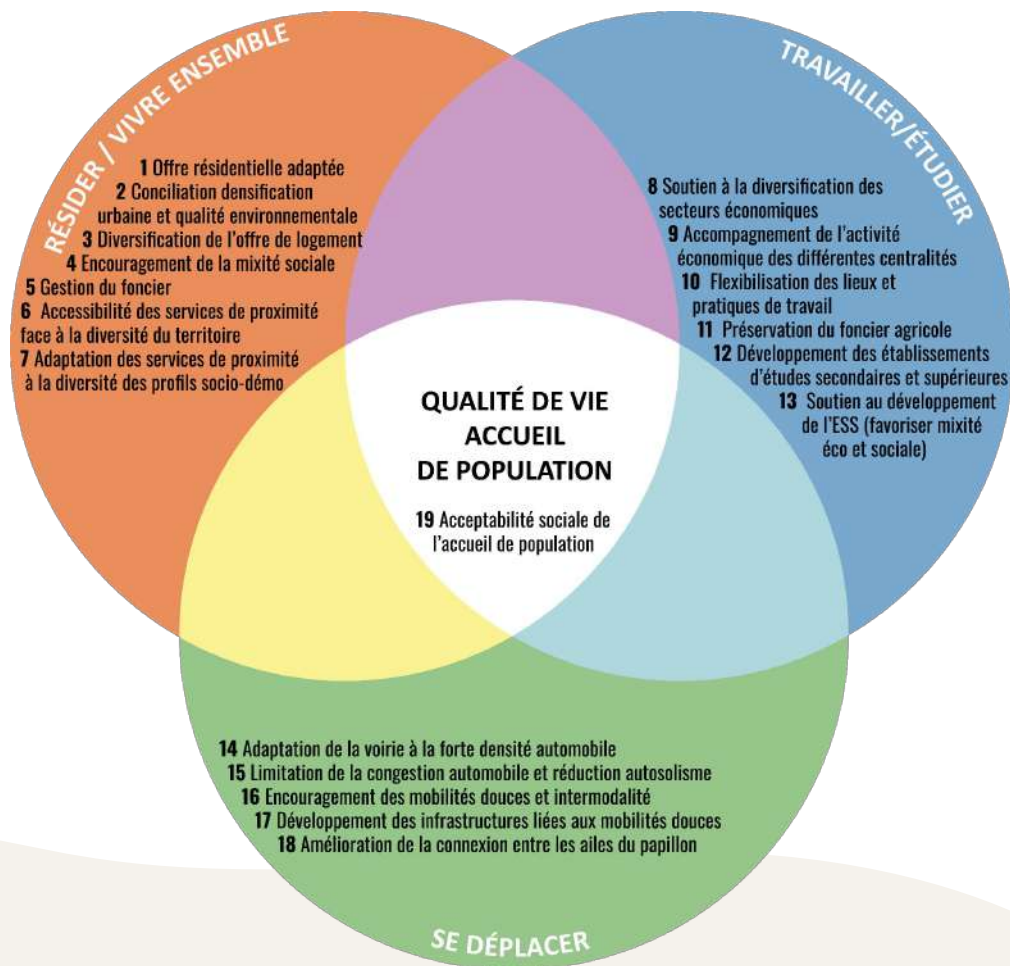 RÉSIDER / VIVRE ENSEMBLE
1 Offre résidentielle adaptée
2 Conciliation densification
urbaine et qualité environnementale
3 Diversification de l'offre de logement
4 Encouragement de la mixité sociale
5 Gestion du foncier
6 Accessibilité des services de proximité
face à la diversité du territoire
7 Adaptation des services de proximité
à la diversité des profils socio-démo
TRAVAILLER/ÉTUDIER
8 Soutien à la diversification des
secteurs économiques
9 Accompagnement de l'activité
économique des différentes centralités
10 Flexibilisation des lieux et
pratiques de travail
11 Préservation du foncier agricole
12 Développement des établissements
d'études secondaires et supérieures
13 Soutien au développement
de l'ESS (favoriser mixité
éco et sociale)
QUALITÉ DE VIE
ACCUEIL
DE POPULATION
19 Acceptabilité sociale de
l'accueil de population
14 Adaptation de la voirie à la forte densité automobile
15 Limitation de la congestion automobile et réduction autosolisme
16 Encouragement des mobilités douces et intermodalité
17 Développement des infrastructures liées aux mobilités douces
18 Amélioration de la connexion entre les ailes du papillon
SE DÉPLACER